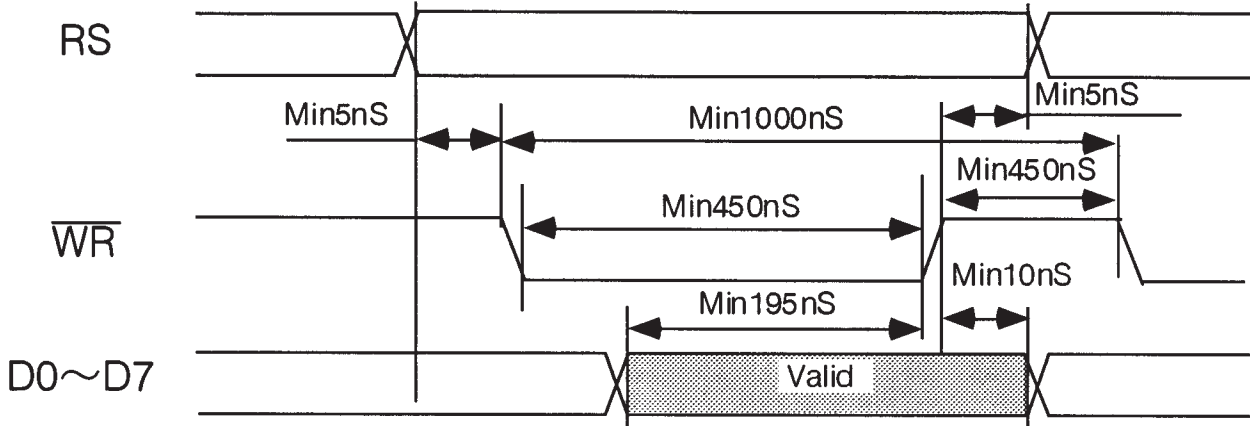 RS
Min5nS
Min1000nS
Min5nS
Min450nS
Min450nS
WR
Min10nS
Min195nS
D0～D7
Valid